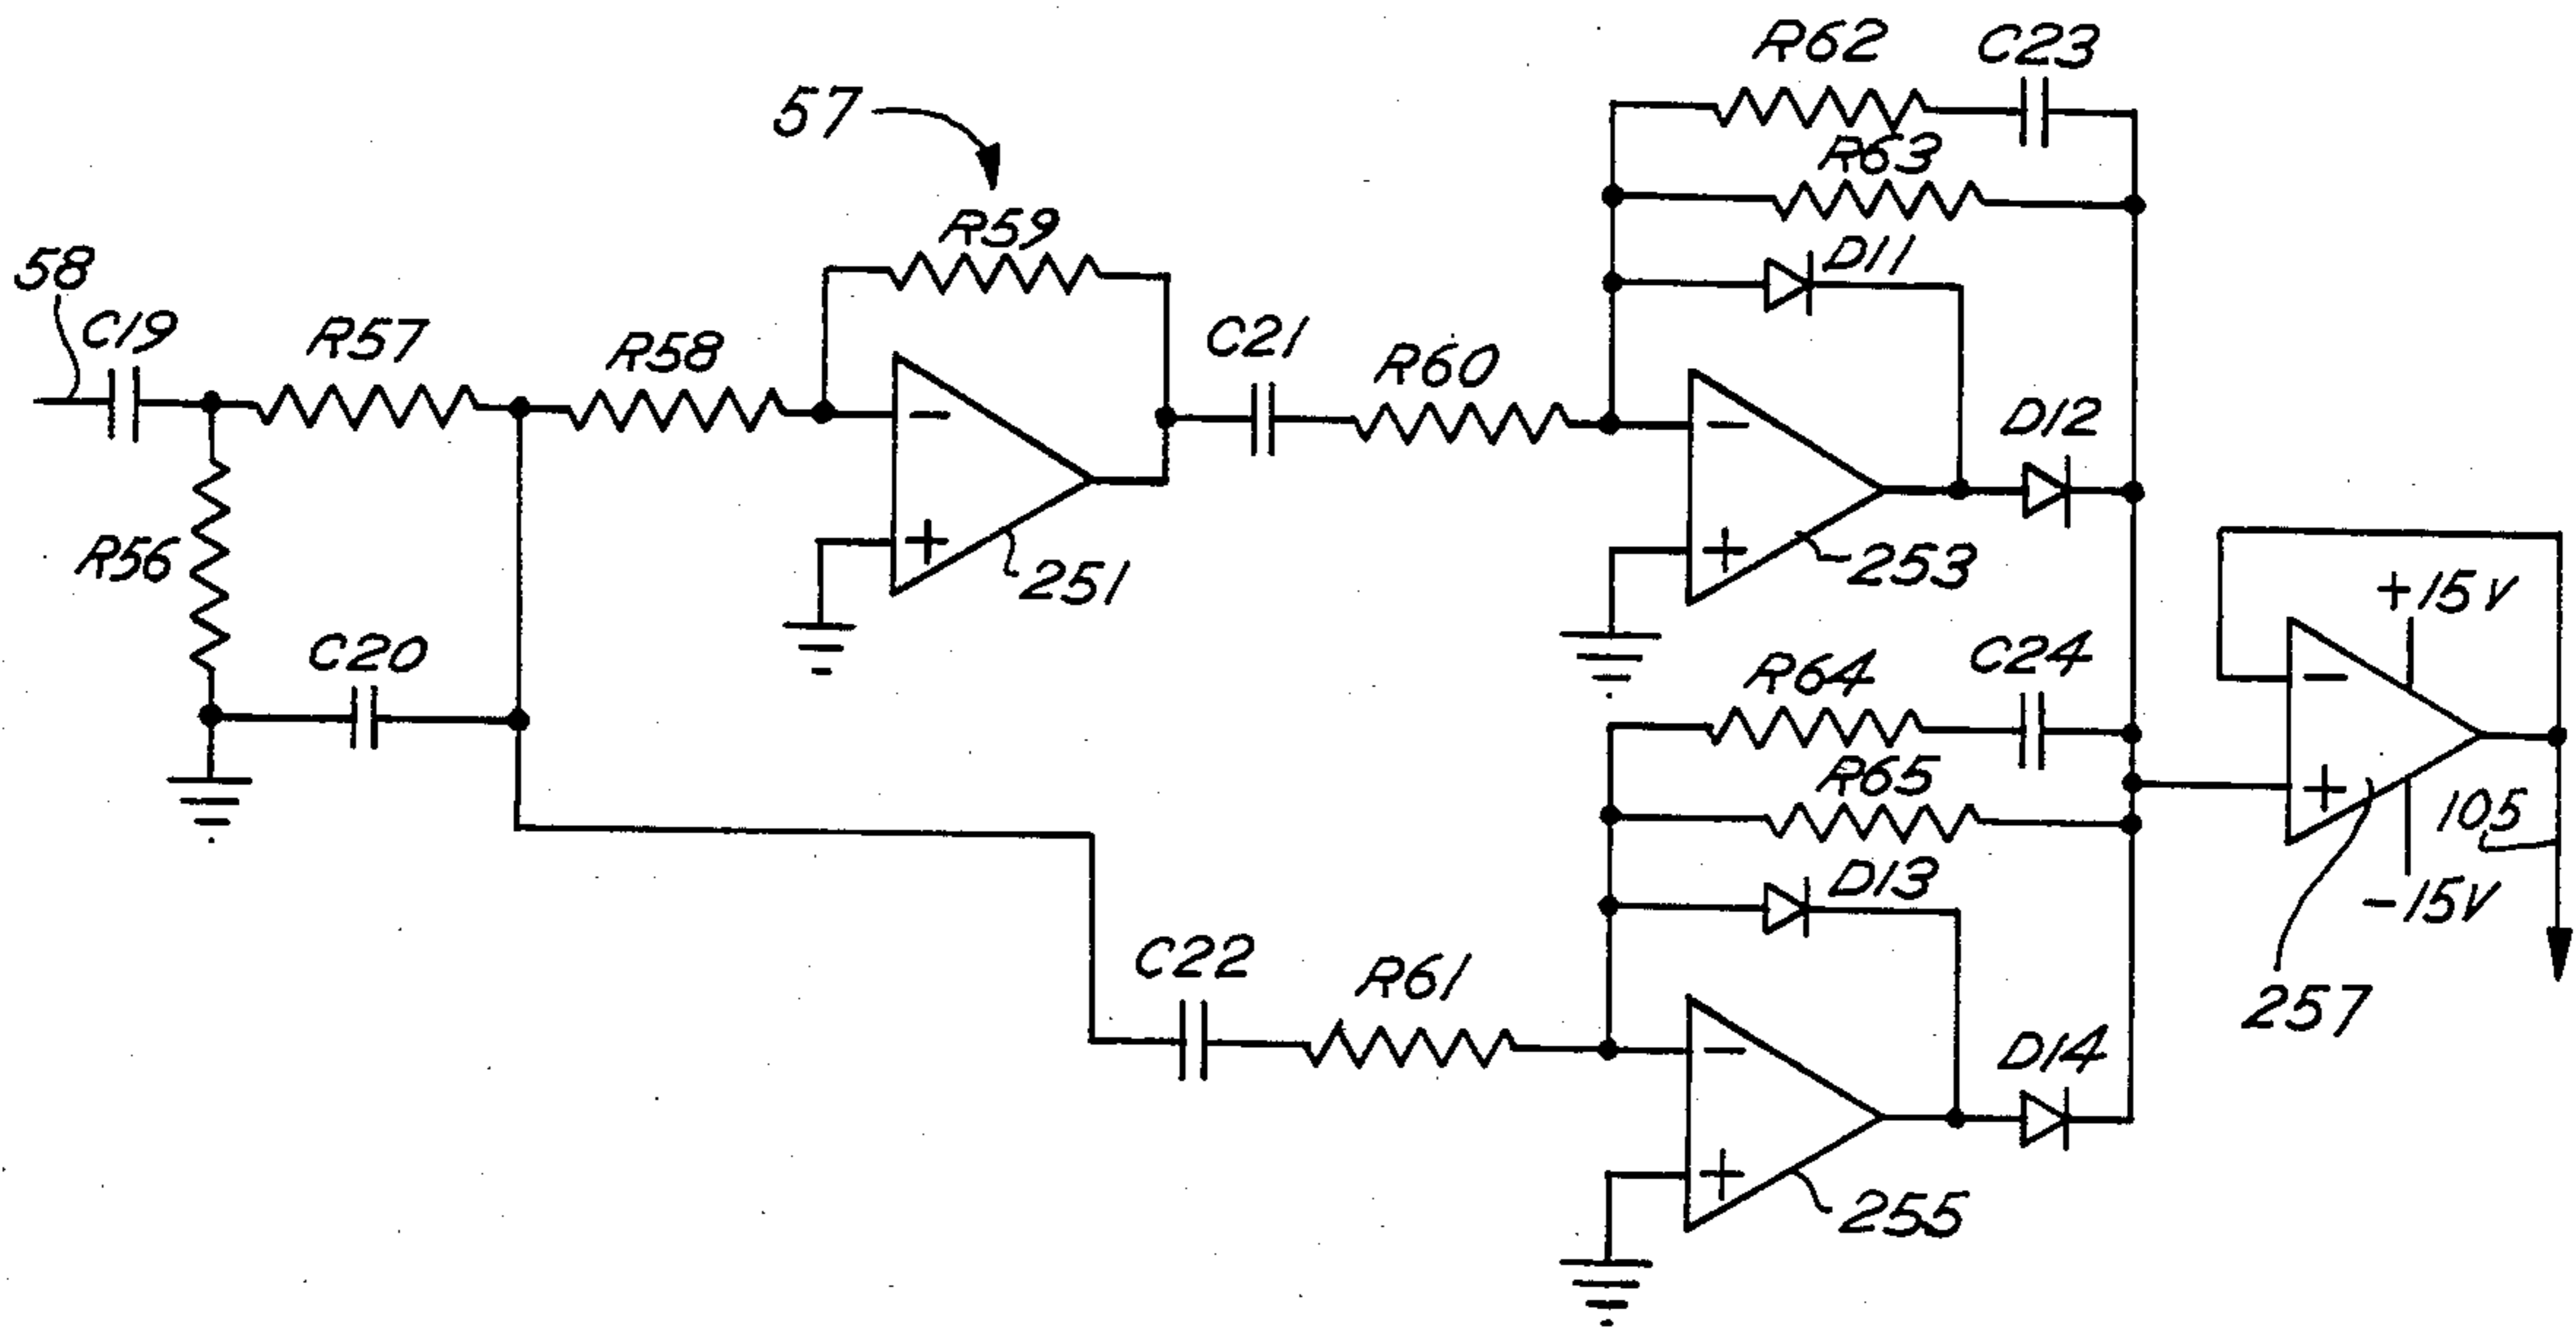 R62
C23
57
R63
R59
D11
58
C19
R57
R58
C21
R60
D12
R56
251
253
+15V
C20
R64
C24
R65
105
D13
-15V
C22
R61
257
D14
255